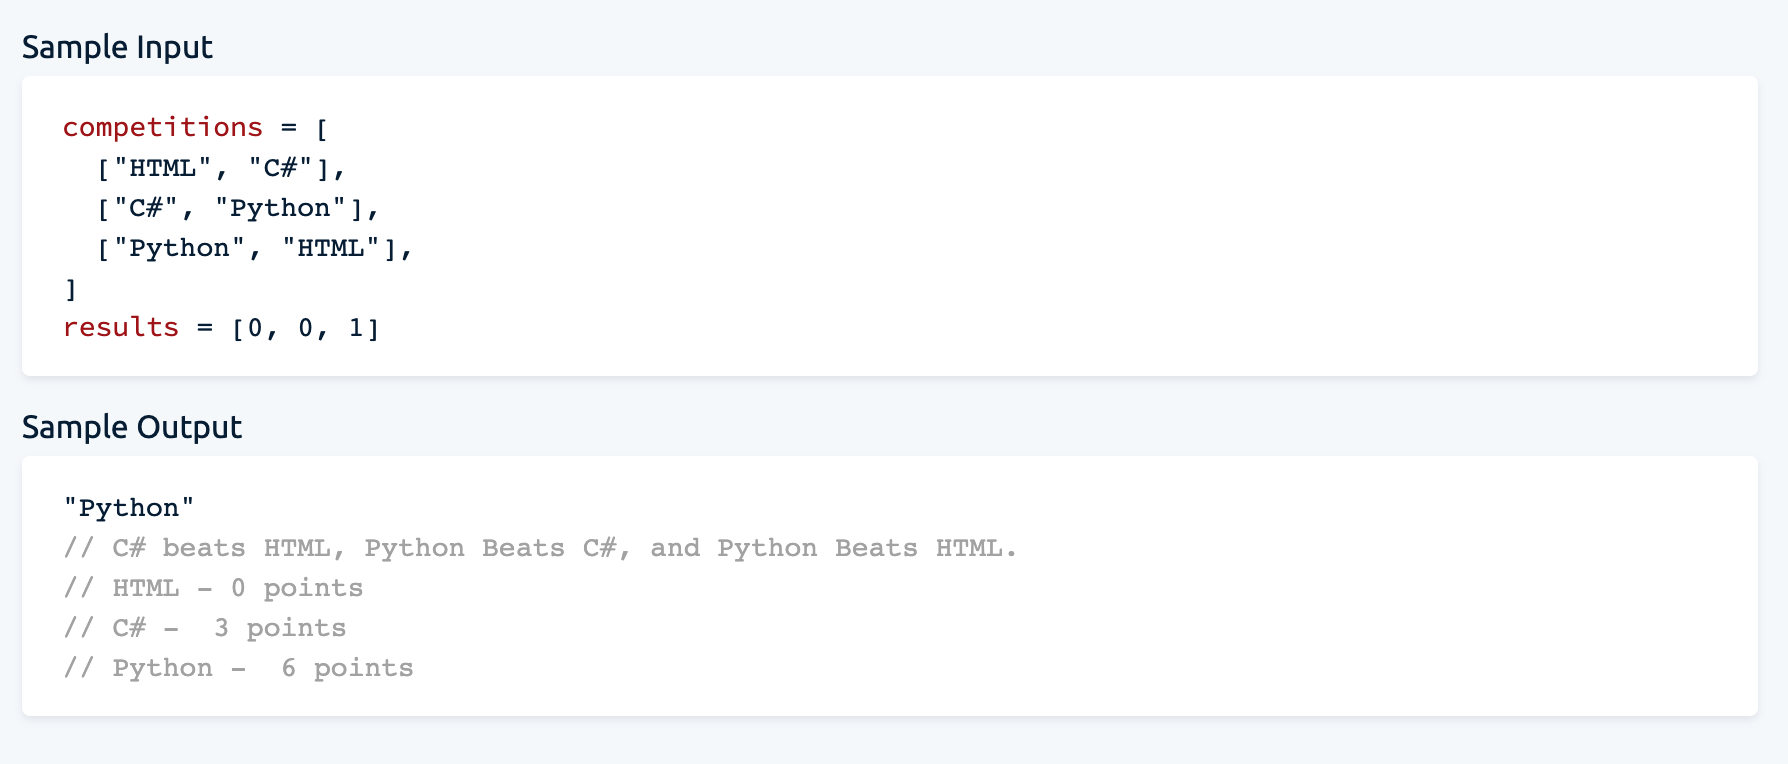 Sample Input
competitions = [
  ["HTML", "C#"],
  ["C#", "Python"],
  ["Python", "HTML"],
]
results = [0, 0, 1]
Sample Output
"Python"
// C# beats HTML, Python Beats C#, and Python Beats HTML.
// HTML - 0 points
// C# -  3 points
// Python -  6 points